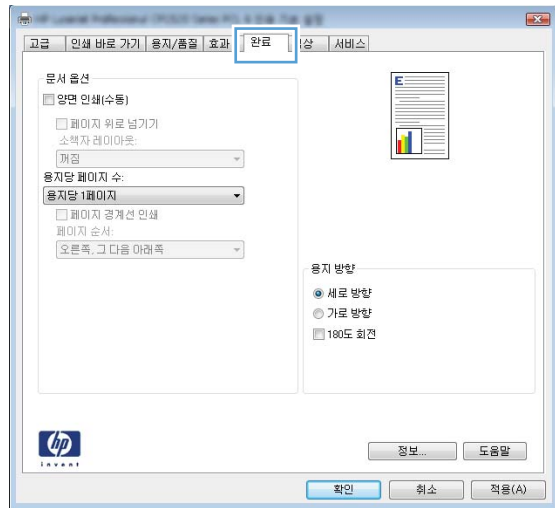 고급 인쇄 바로 가기 용지/품질 효과 완료 상 서비스
문서 옵션
양면 인쇄(수동)
페이지 위로 넘기기
소책자 레이아웃:
꺼짐
용지당 페이지 수:
용지당 1페이지
페이지 경계선 인쇄
페이지 순서:
오른쪽, 그 다음 아래쪽
E
용지 방향
세로 방향
가로 방향
180도 회전
hp
invent
정보... 도움말
확인 취소 적용(A)